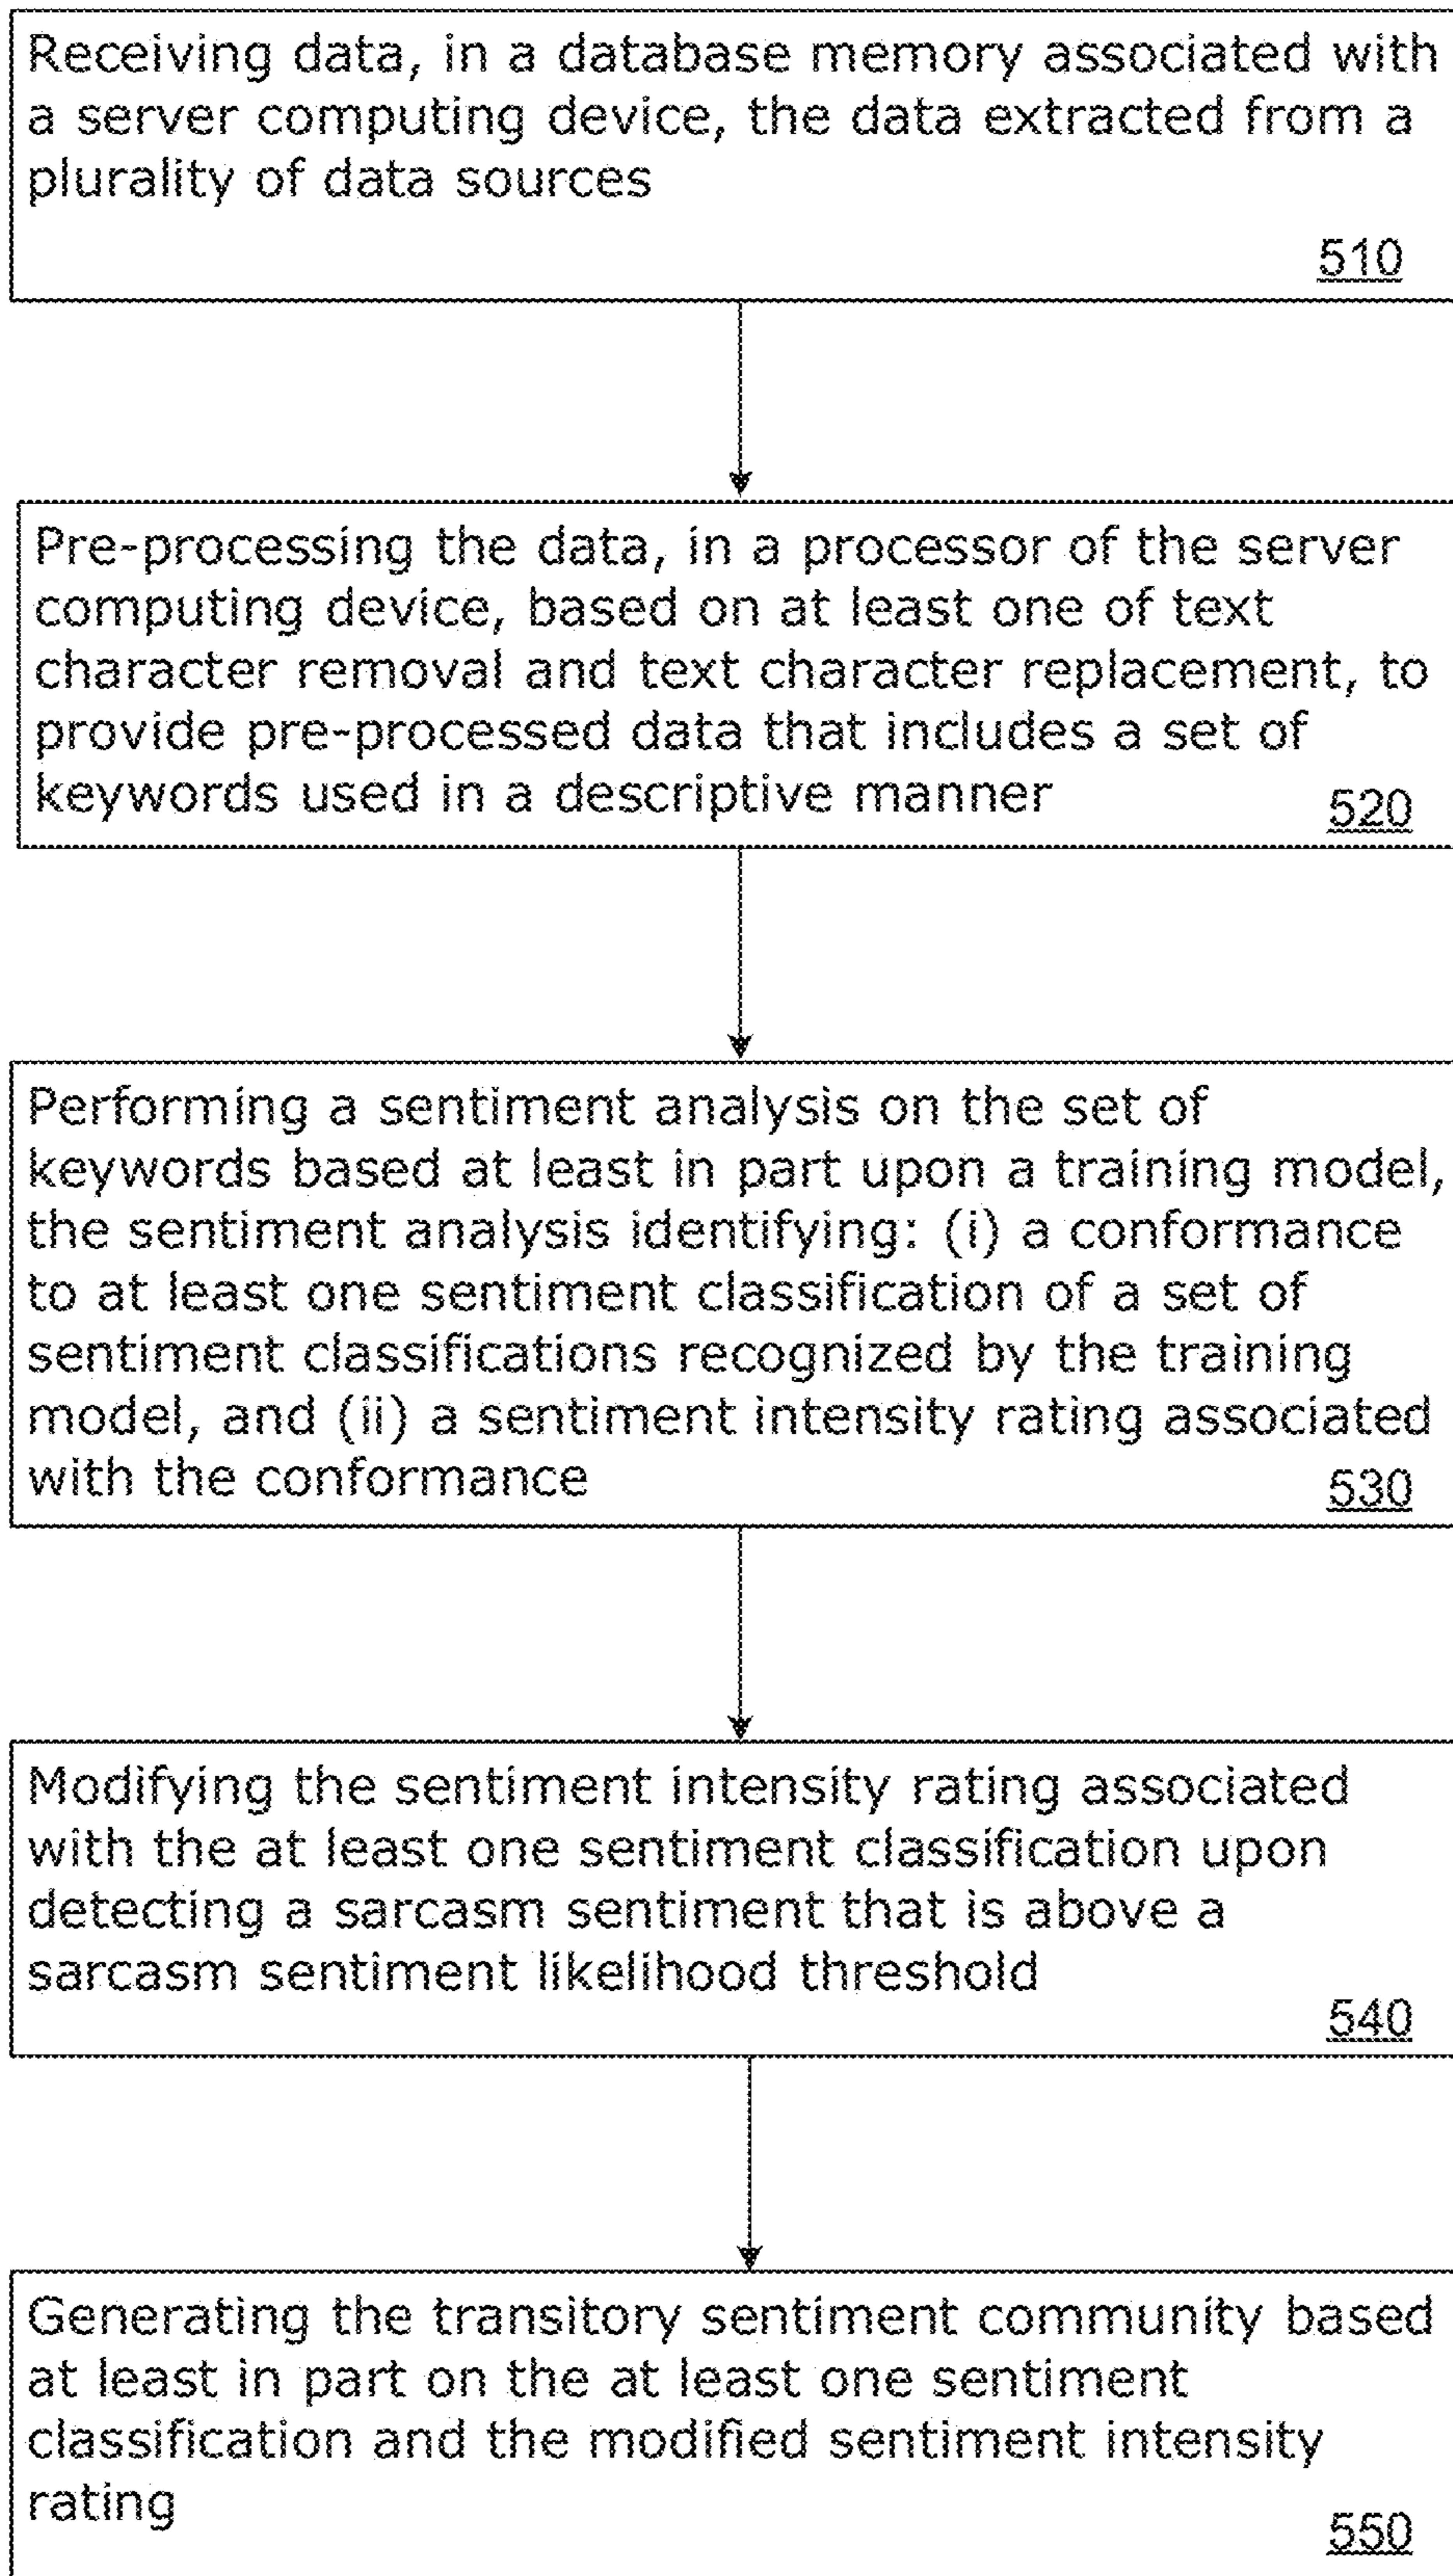 Receiving data, in a database memory associated with
a server computing device, the data extracted from a
plurality of data sources
510
Pre-processing the data, in a processor of the server
computing device, based on at least one of text
character removal and text character replacement, to
provide pre-processed data that includes a set of
keywords used in a descriptive manner
520
Performing a sentiment analysis on the set of
keywords based at least in part upon a training model,
the sentiment analysis identifying: (i) a conformance
to at least one sentiment classification of a set of
sentiment classifications recognized by the training
model, and (ii) a sentiment intensity rating associated
with the conformance
530
Modifying the sentiment intensity rating associated
with the at least one sentiment classification upon
detecting a sarcasm sentiment that is above a
sarcasm sentiment likelihood threshold
540
Generating the transitory sentiment community based
at least in part on the at least one sentiment
classification and the modified sentiment intensity
rating
550